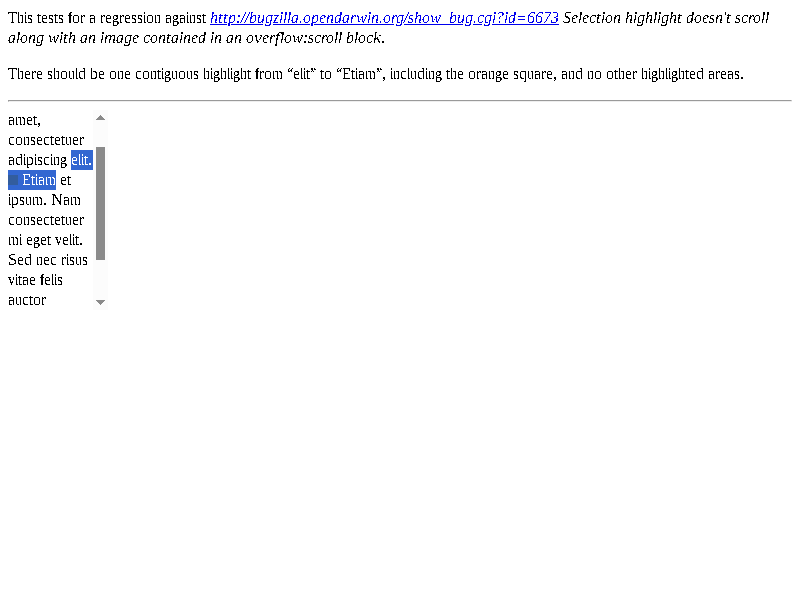 This tests for a regression against http://bugzilla.opendarwin.org/show_bug.cgi?id=6673 Selection highlight doesn't scroll
along with an image contained in an overflow:scroll block.
There should be one contiguous highlight from “elit” to “Etiam”, including the orange square, and no other highlighted areas.
amet,
consectetuer
adipiscing elit.
Etiam et
ipsum. Nam
consectetuer
mi eget velit.
Sed nec risus
vitae felis
auctor